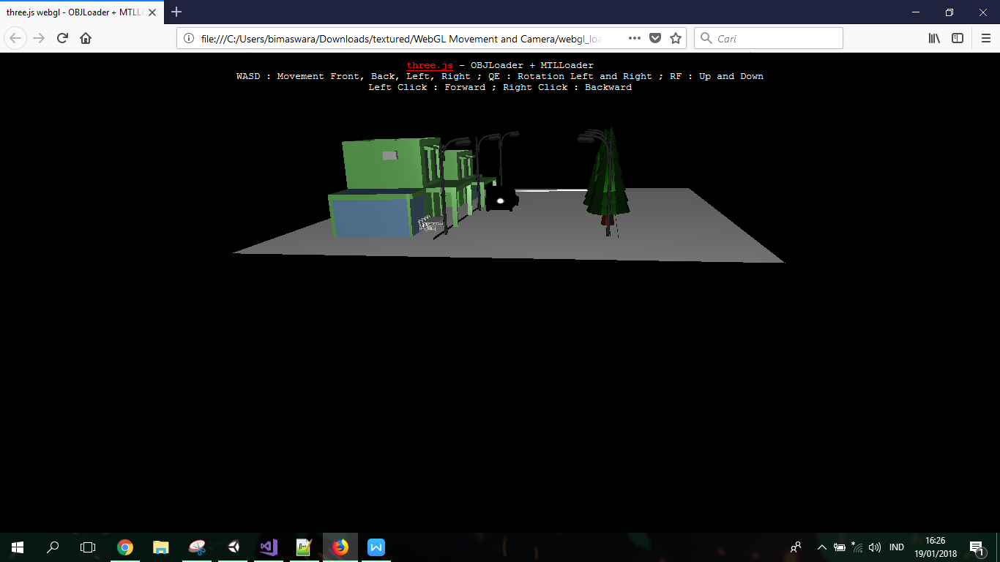 three.js webgl - OBJLoader + MTLLo
file:///C:/Users/bimaswara/Downloads/textured/WebGL Movement and Camera/webgl_loa
Cari
three.js - OBJLoader + MTLLoader
WASD : Movement Front, Back, Left, Right ; QE : Rotation Left and Right ; RF : Up and Down
Left Click : Forward ; Right Click : Backward
IND
16:26
19/01/2018
1